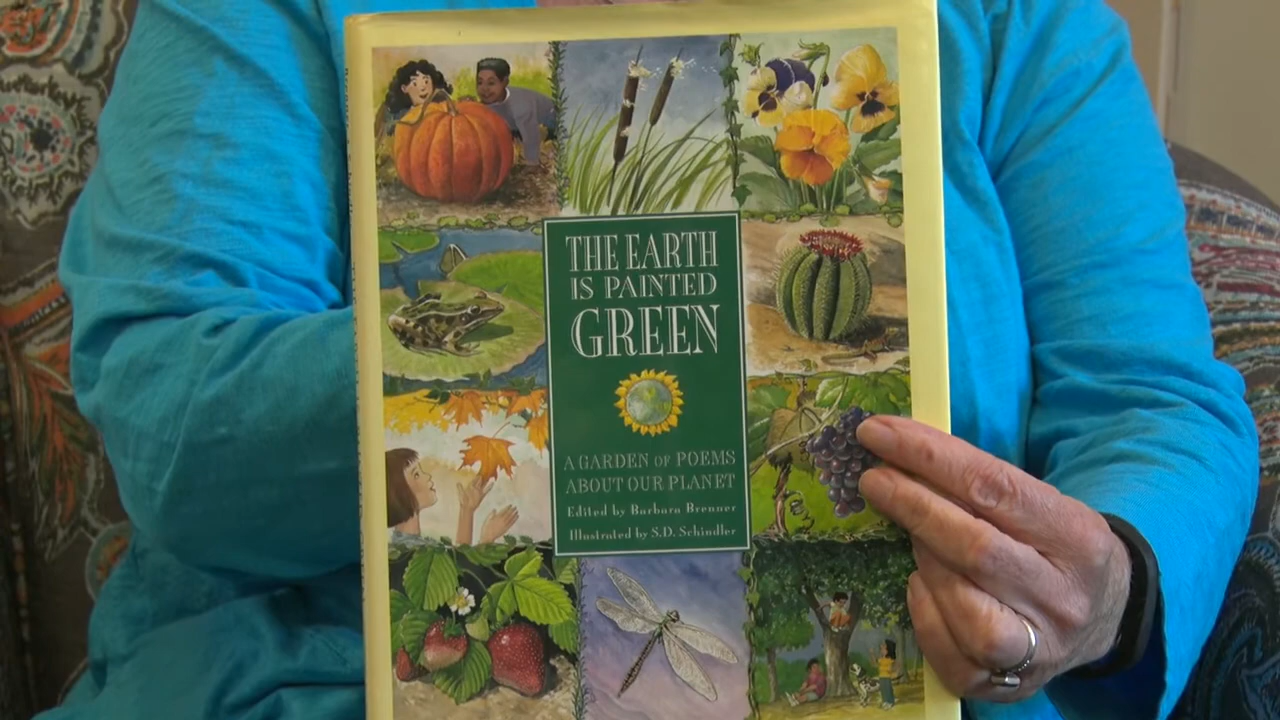 THE EARTH
IS PAINTED
GREEN
A GARDEN OF POEMS
ABOUT OUR PLANET
Edited by Barbara Brenner
Illustrated by S.D. Schindler